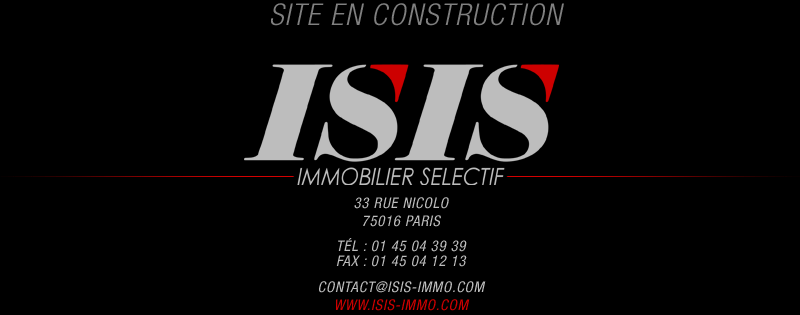 SITE EN CONSTRUCTION
ISIS
IMMOBILIER SELECTIF
33 RUE NICOLO
75016 PARIS
TÉL : 01 45 04 39 39
FAX : 01 45 04 12 13
CONTACT@ISIS-IMMO.COM
WWW.ISIS-IMMO.COM